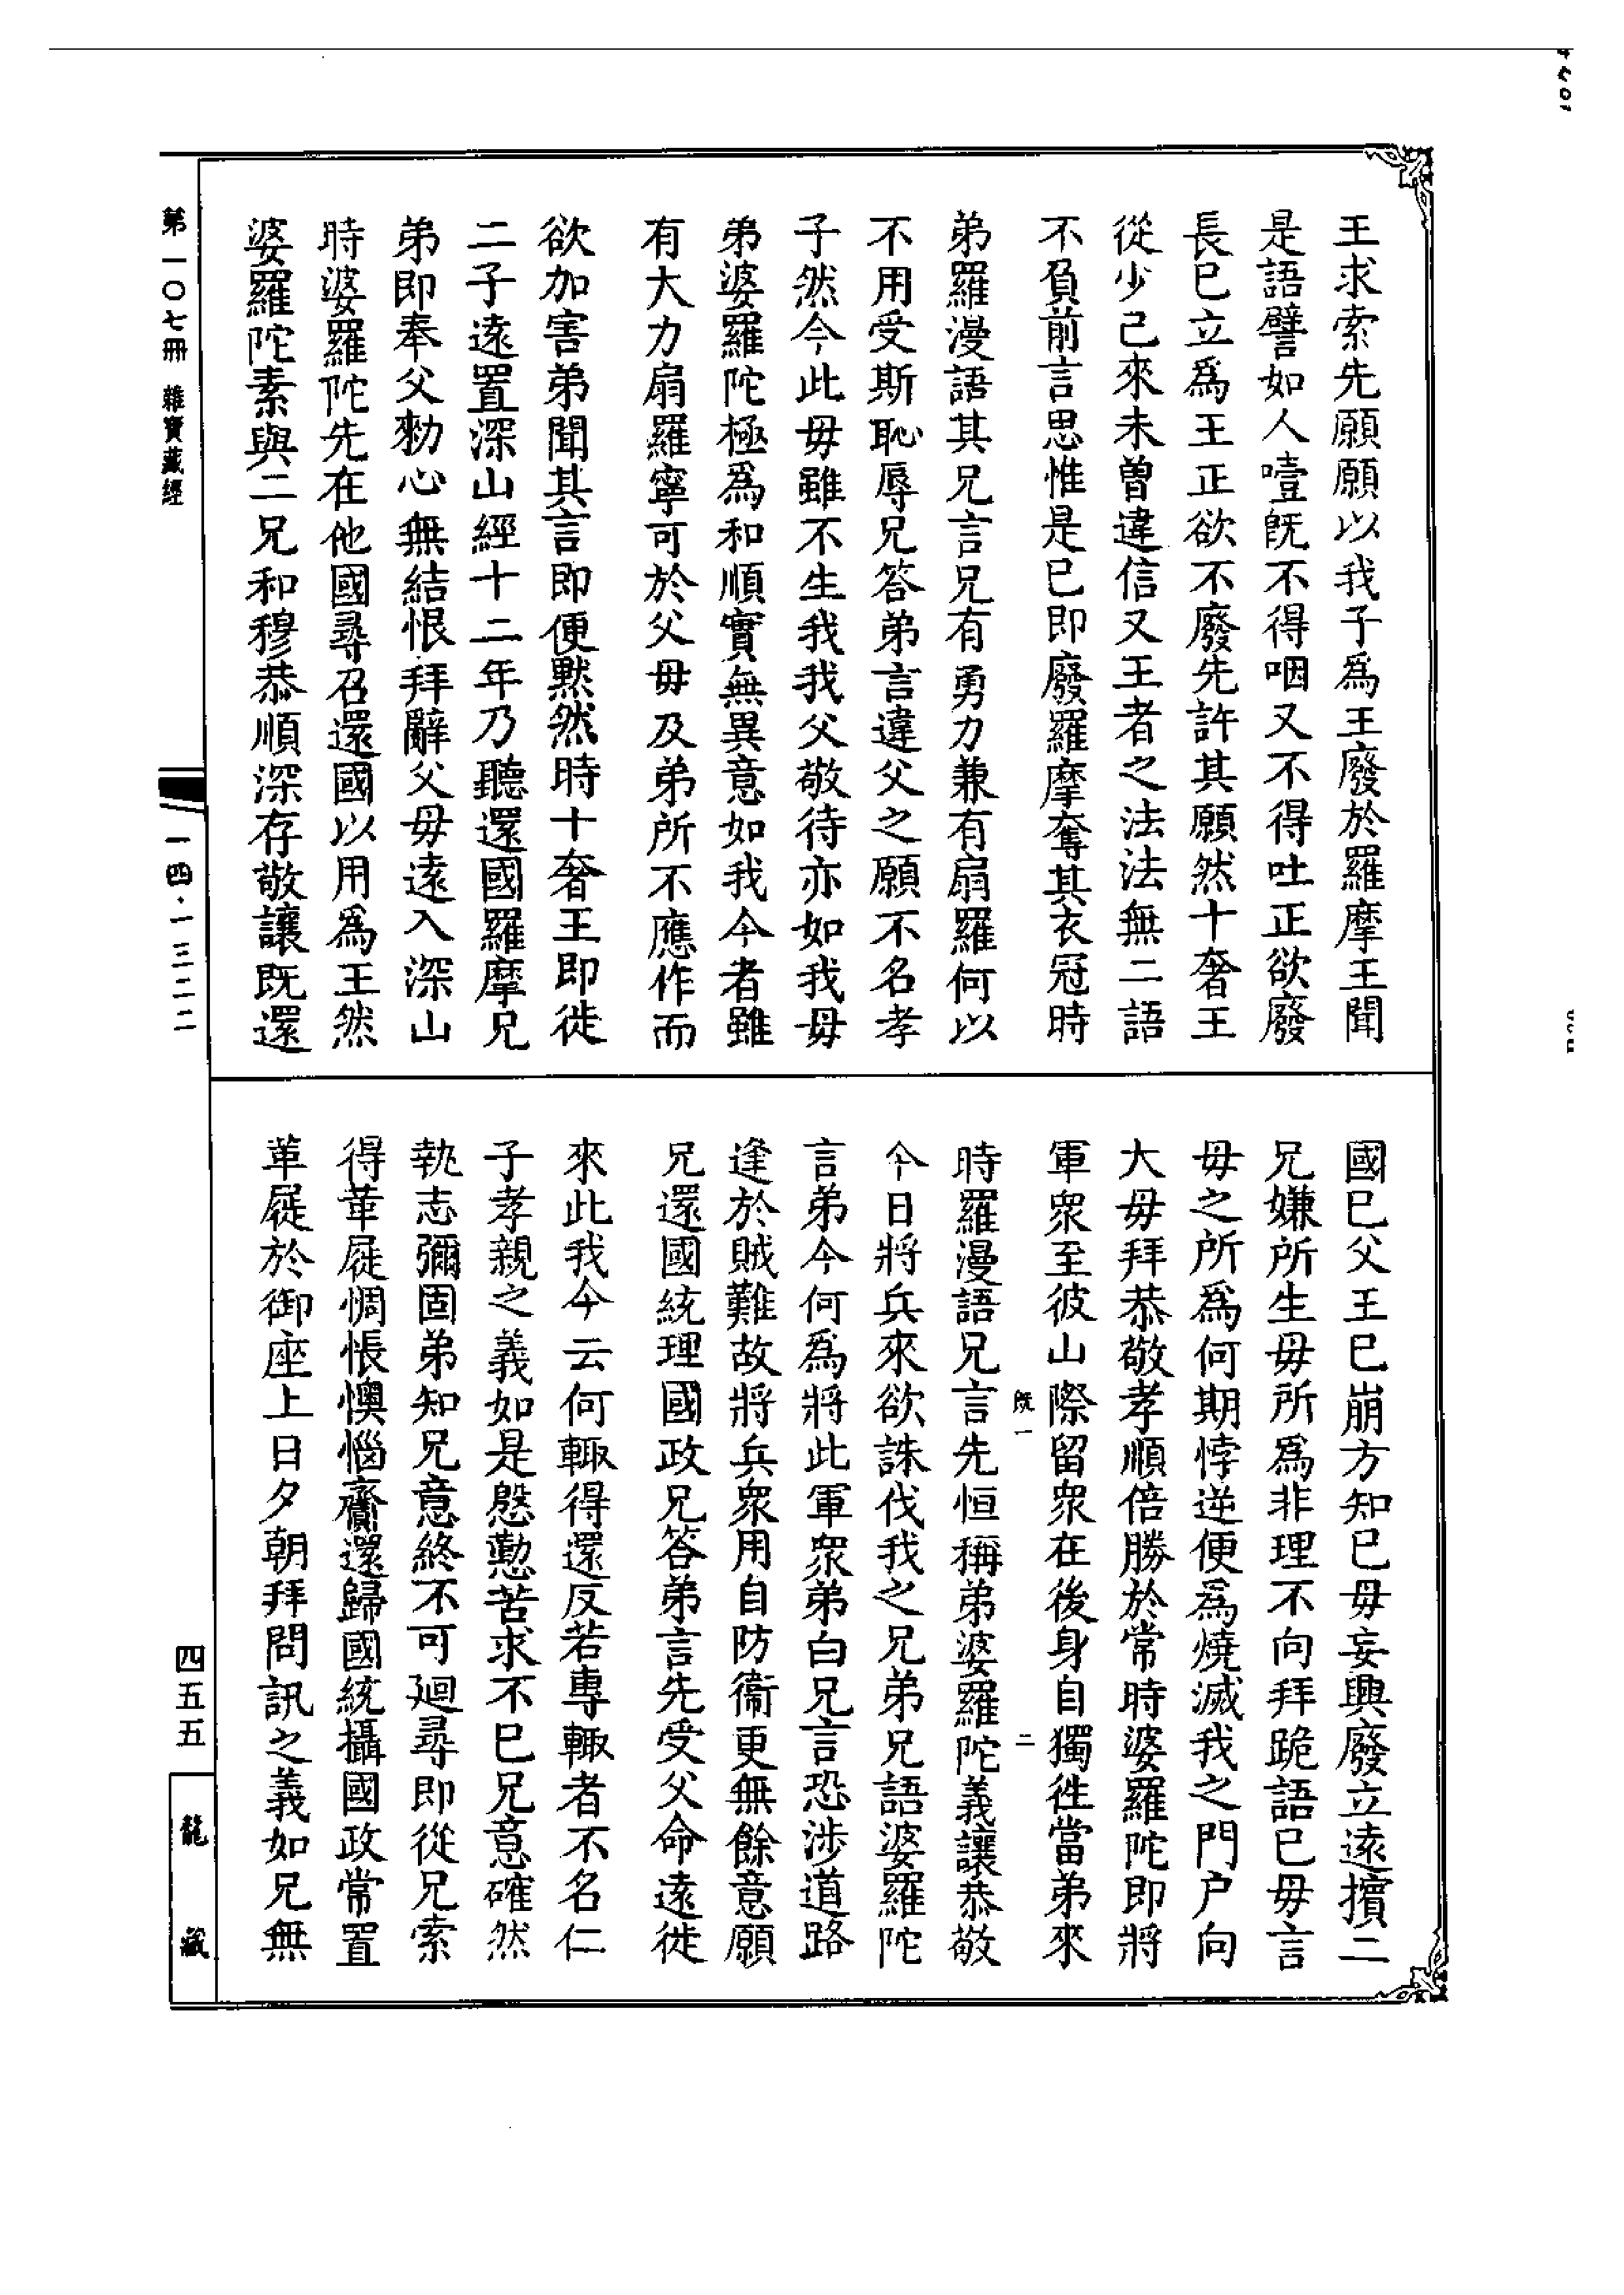 王求索先願願以我子爲王廢於羅摩王聞
是語譬如人噎旣不得咽又不得吐正欲廢
長已立爲王正欲不廢先許其願然十奢王
從少己來未曾違信又王者之法法無二語
不負前言思惟是已即廢羅摩奪其衣冠時
弟羅漫語其兄言兄有勇力兼有扇羅何以
不用受斯恥辱兄答弟言違父之願不名孝
子然今此毋雖不生我我父敬待亦如我毋
弟婆羅陀極爲和順實無異意如我今者雖
有大力扇羅寧可於父毋及弟所不應作而
欲加害弟聞其言即便黙然時十奢王即徙
二子遠置深山經十二年乃聽還國羅摩兄
弟即奉父勑心無結恨拜辭父毋遠入深山
時婆羅陀先在他國尋召還國以用爲王然
婆羅陀素與二兄和穆恭順深存敬讓既還
國已父王已崩方知已毋妄興廢立遠擯二
兄嫌所生毋所爲非理不向拜跪語已毋言
毋之所爲何期悖逆便爲燒滅我之門户向
大毋拜恭敬孝順倍勝於常時婆羅陀即將
軍衆至彼山際留衆在後身自獨徃當弟來
旣一 二
時羅漫語兄言先恒稱弟婆羅陀義讓恭敬
今日將兵來欲誅伐我之兄弟兄語婆羅陀
言弟今何爲將此軍衆弟白兄言恐涉道路
逢於賊難故將兵衆用自防衞更無餘意願
兄還國統理國政兄答弟言先受父命遠徙
來此我今云何輙得還反若專輙者不名仁
子孝親之義如是慇懃苦求不已兄意確然
執志彌固弟知兄意終不可廻尋即從兄索
得革屣惆悵懊惱齎還歸國統攝國政常置
革屣於御座上日夕朝拜問訊之義如兄無
第一〇七冊 雜寶藏經
一四·一三二二
四五五
龍藏